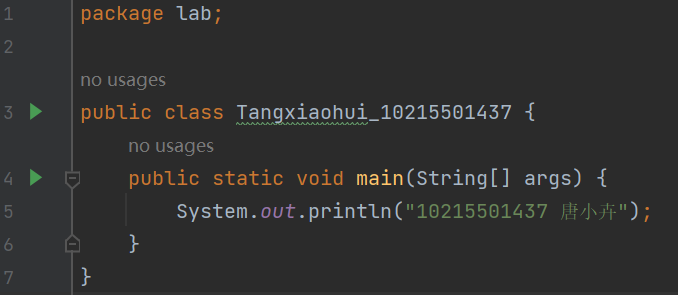 1 package lab;
2
no usages
3 public class Tangxiaohui_10215501437 {
no usages
4 public static void main(String[] args) {
5 System.out.println("10215501437 唐小卉");
6 }
7 }